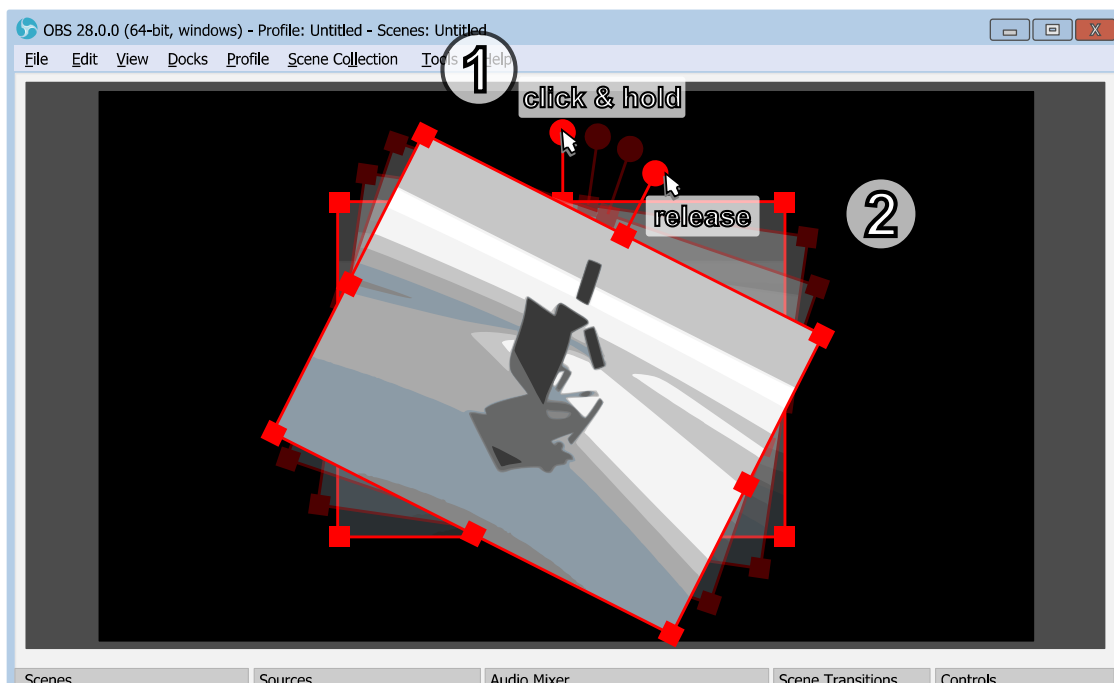 OBS 28.0.0 (64-bit, windows) - Profile: Untitled - Scenes: Untitled
File Edit View Docks Profile Scene Collection Tools Help
1
click & hold
2
release
Scenes Sources Audio Mixer Scene Transitions Controls